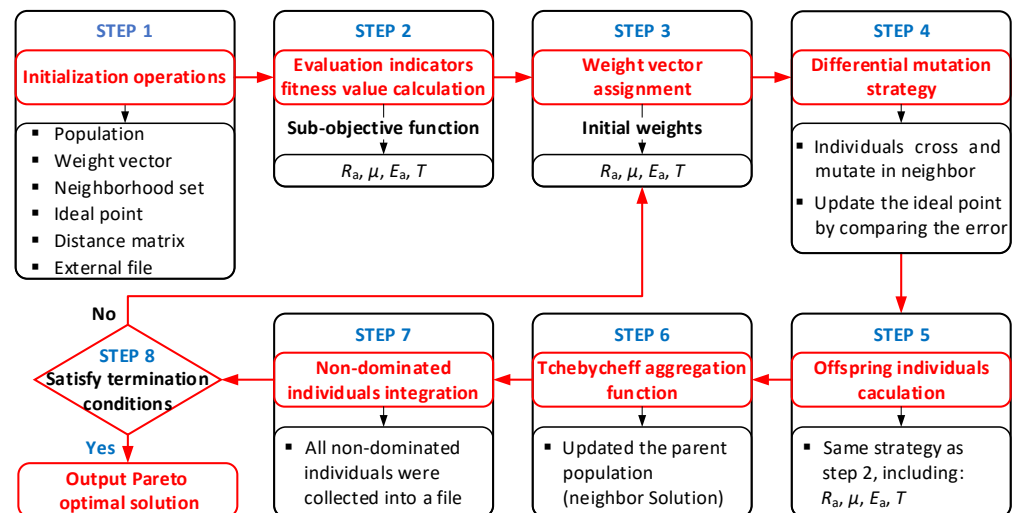 STEP 1
Initialization operations
▪ Population
▪ Weight vector
▪ Neighborhood set
▪ Ideal point
▪ Distance matrix
▪ External file
STEP 2
Evaluation indicators
fitness value calculation
Sub-objective function
Ra, μ, Ea, T
STEP 3
Weight vector
assignment
Initial weights
Ra, μ, Ea, T
STEP 4
Differential mutation
strategy
▪ Individuals cross and
mutate in neighbor
▪ Update the ideal point
by comparing the error
STEP 5
Offspring individuals
caculation
▪ Same strategy as
step 2, including:
Ra, μ, Ea, T
STEP 6
Tchebycheff aggregation
function
▪ Updated the parent
population
(neighbor Solution)
STEP 7
Non-dominated
individuals integration
▪ All non-dominated
individuals were
collected into a file
No
STEP 8
Satisfy termination
conditions
Yes
Output Pareto
optimal solution